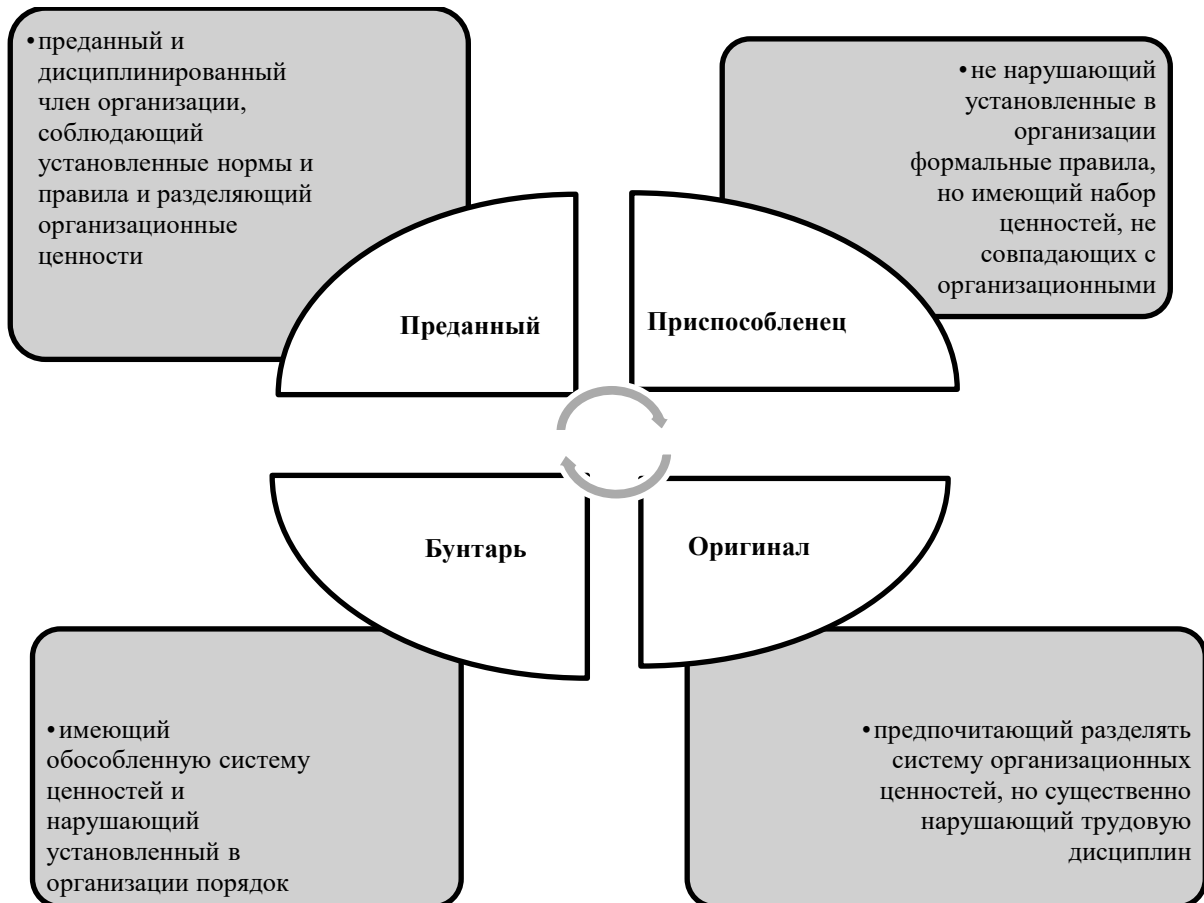 •преданный и
дисциплинированный
член организации,
соблюдающий
установленные нормы и
правила и разделяющий
организационные
ценности
•не нарушающий
установленные в
организации
формальные правила,
но имеющий набор
ценностей, не
совпадающих с
организационными
Преданный
Приспособленец
Бунтарь
Оригинал
•имеющий
обособленную систему
ценностей и
нарушающий
установленный в
организации порядок
•предпочитающий разделять
систему организационных
ценностей, но существенно
нарушающий трудовую
дисциплин